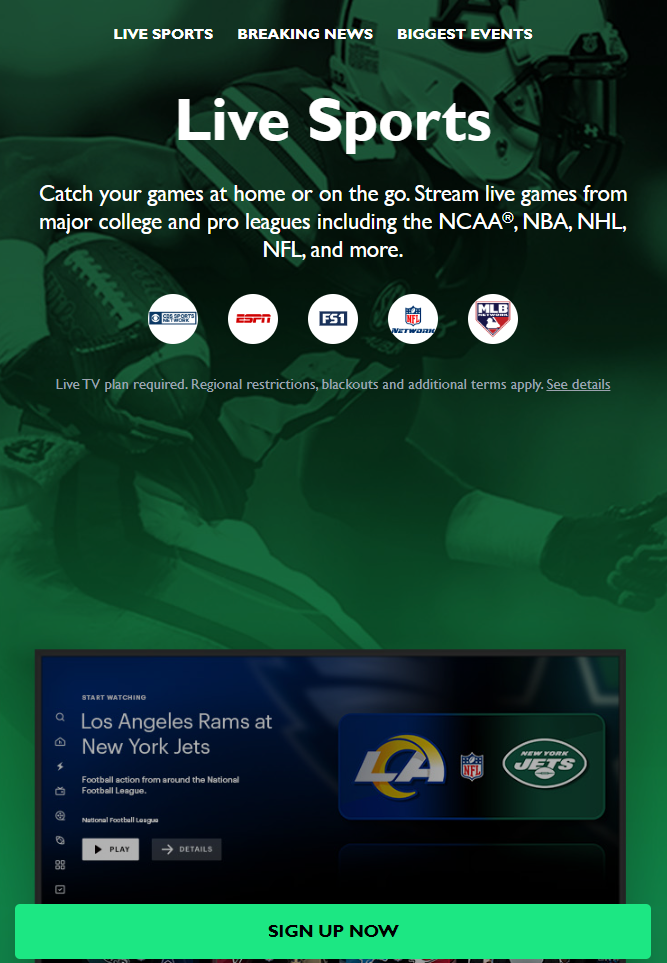 LIVE SPORTS BREAKING NEWS BIGGEST EVENTS
Live Sports
Catch your games at home or on the go. Stream live games from
major college and pro leagues including the NCAA®, NBA, NHL,
NFL, and more.
CBS SPORTS NETWORK
ESPN
FS1
NFL NETWORK
MLB NETWORK
Live TV plan required. Regional restrictions, blackouts and additional terms apply. See details
START WATCHING
Los Angeles Rams at
New York Jets
Football action from around the National
Football League.
National Football League
PLAY DETAILS
LA
NFL
NEW YORK
JETS
SIGN UP NOW